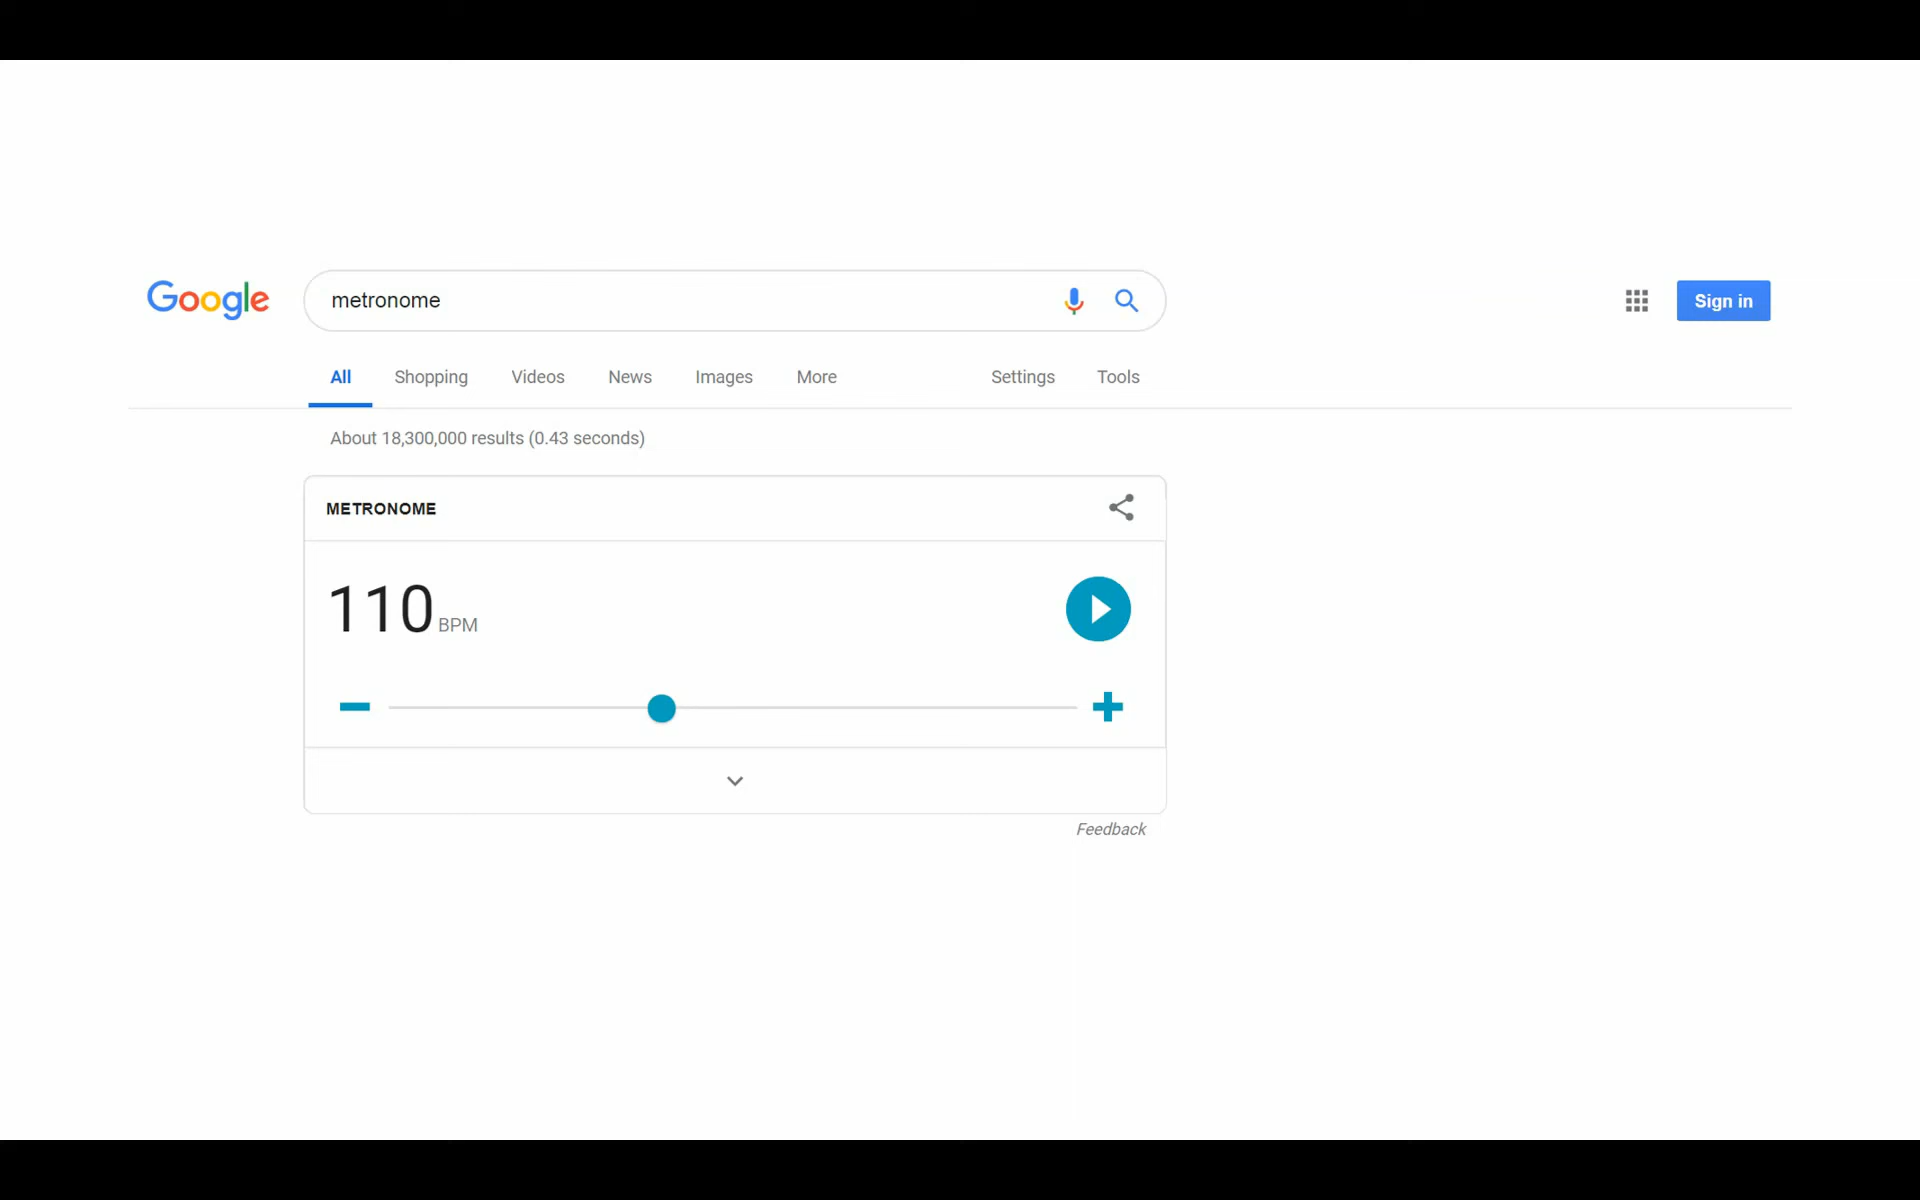 Google metronome Sign in
All Shopping Videos News Images More Settings Tools
About 18,300,000 results (0.43 seconds)
METRONOME
110 BPM
Feedback